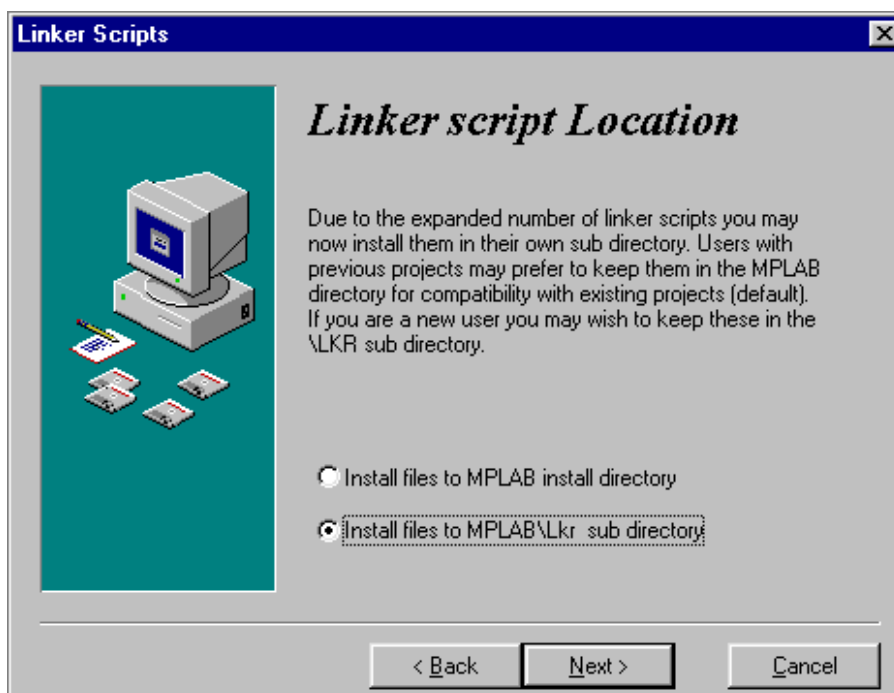 Linker Scripts
Linker script Location
Due to the expanded number of linker scripts you may
now install them in their own sub directory. Users with
previous projects may prefer to keep them in the MPLAB
directory for compatibility with existing projects (default).
If you are a new user you may wish to keep these in the
\LKR sub directory.
Install files to MPLAB install directory
Install files to MPLAB\Lkr  sub directory
< Back
Next >
Cancel